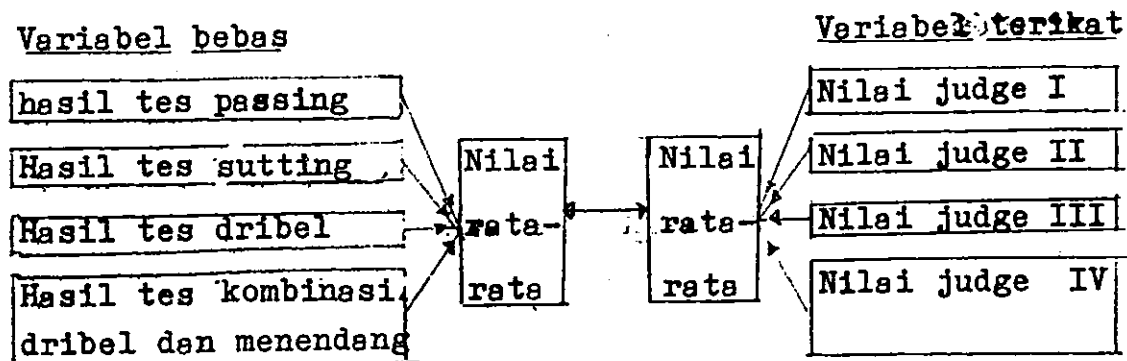 Variabel bebas
hasil tes passing
Hasil tes sutting
Hasil tes dribel
Hasil tes kombinasi
dribel dan menendang
Nilai
rata-
rata
Nilai
rata-
rata
Variabel terikat
Nilai judge I
Nilai judge II
Nilai judge III
Nilai judge IV